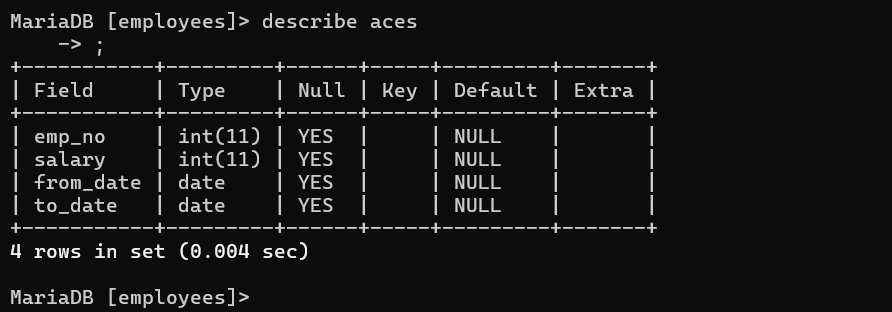 MariaDB [employees]> describe aces
    -> ;
+-----------+---------+------+-----+---------+-------+
| Field     | Type    | Null | Key | Default | Extra |
+-----------+---------+------+-----+---------+-------+
| emp_no    | int(11) | YES  |     | NULL    |       |
| salary    | int(11) | YES  |     | NULL    |       |
| from_date | date    | YES  |     | NULL    |       |
| to_date   | date    | YES  |     | NULL    |       |
+-----------+---------+------+-----+---------+-------+
4 rows in set (0.004 sec)

MariaDB [employees]>